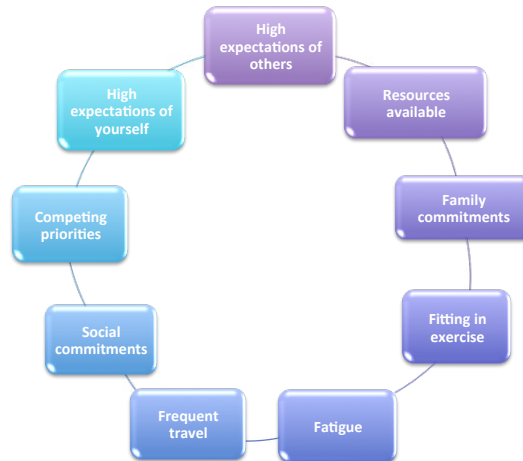 High
expectations of
others
Resources
available
Family
commitments
Fitting in
exercise
Fatigue
Frequent
travel
Social
commitments
Competing
priorities
High
expectations of
yourself